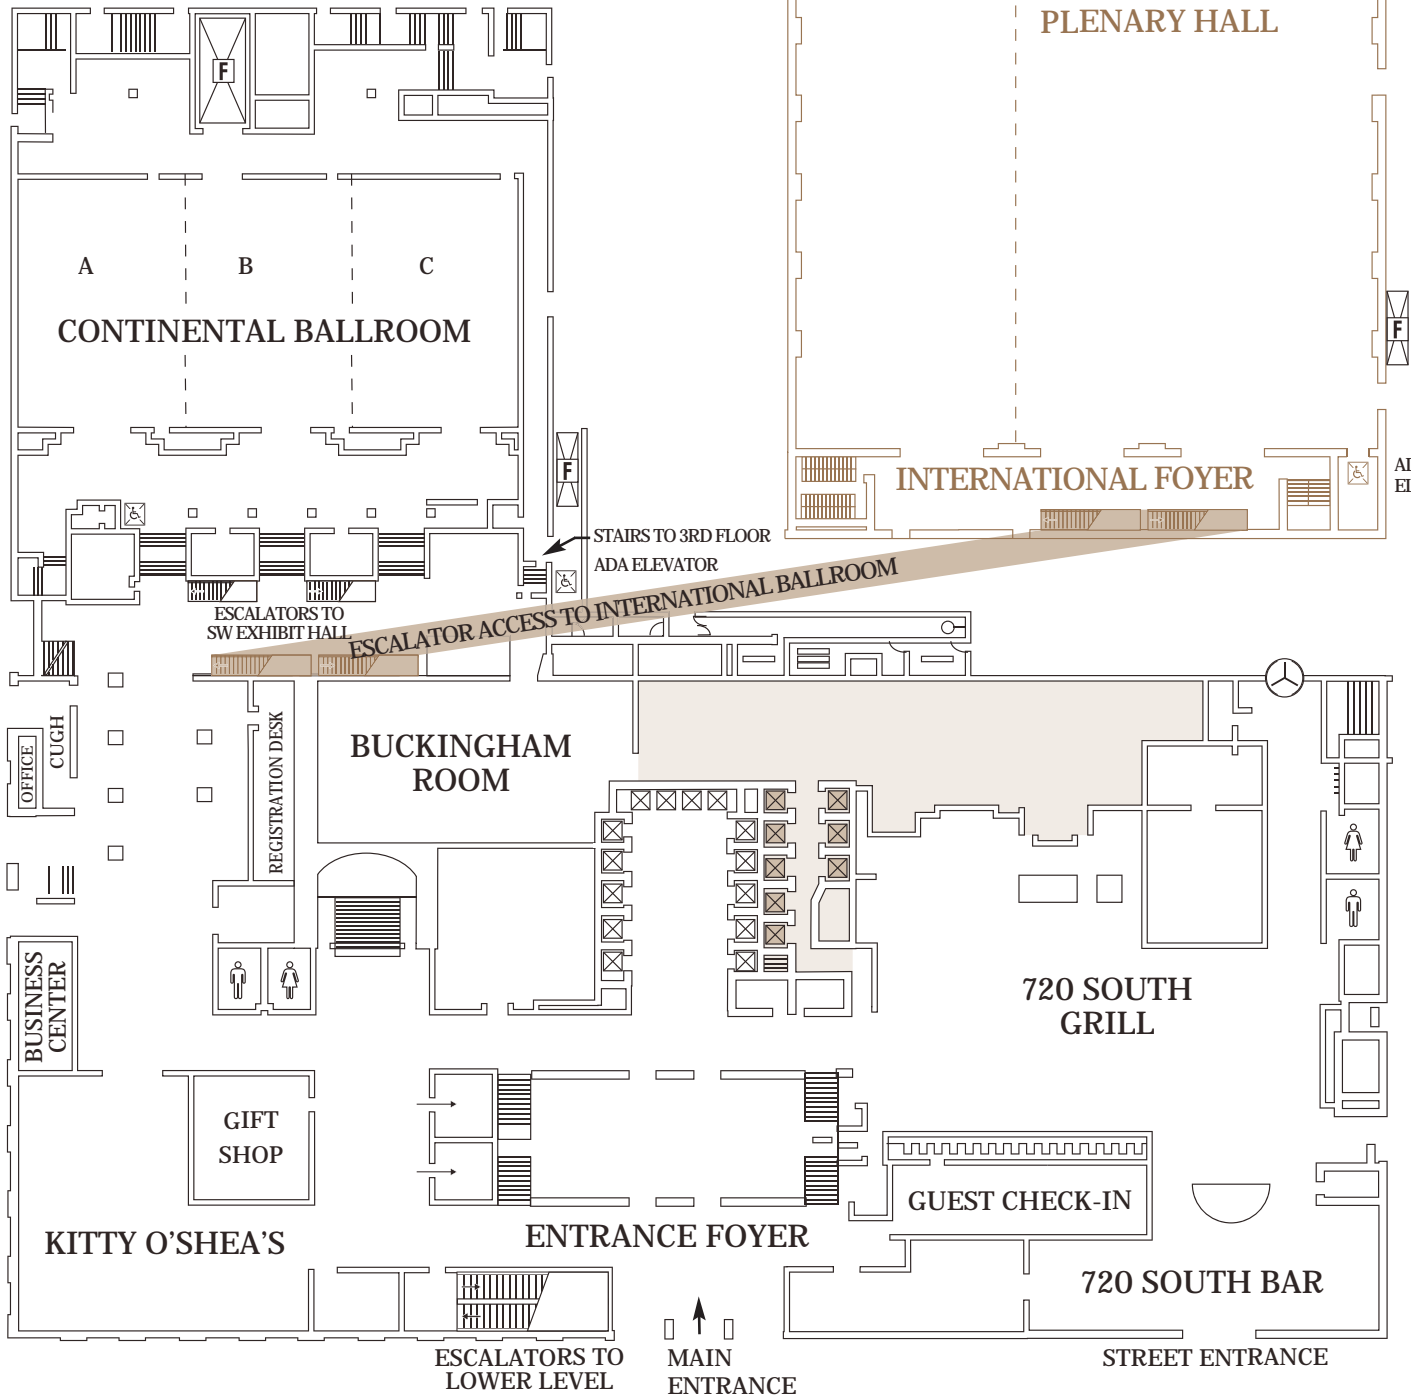 PLENARY HALL
F
A
B
C
CONTINENTAL BALLROOM
F
F
INTERNATIONAL FOYER
STAIRS TO 3RD FLOOR
ADA ELEVATOR
ESCALATOR ACCESS TO INTERNATIONAL BALLROOM
ESCALATORS TO
SW EXHIBIT HALL
OFFICE
CUGH
REGISTRATION DESK
BUCKINGHAM
ROOM
BUSINESS
CENTER
720 SOUTH
GRILL
GIFT
SHOP
GUEST CHECK-IN
KITTY O'SHEA'S
ENTRANCE FOYER
720 SOUTH BAR
ESCALATORS TO
LOWER LEVEL
MAIN
ENTRANCE
STREET ENTRANCE